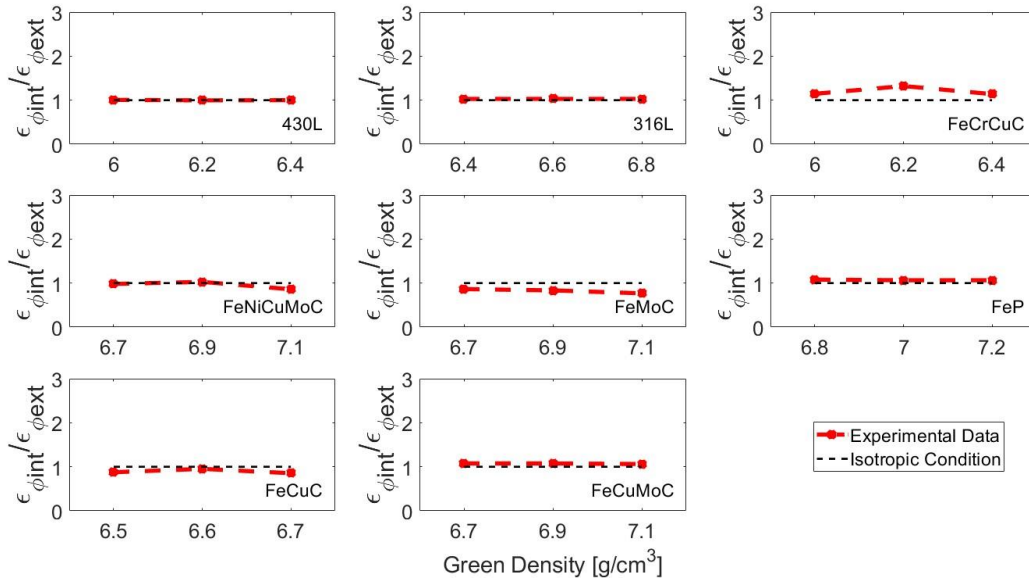 3
2
1
0
ϵ_ϕint/ϵ_ϕext
430L
6
6.2
6.4
3
2
1
0
ϵ_ϕint/ϵ_ϕext
316L
6.4
6.6
6.8
3
2
1
0
ϵ_ϕint/ϵ_ϕext
FeCrCuC
6
6.2
6.4
3
2
1
0
ϵ_ϕint/ϵ_ϕext
FeNiCuMoC
6.7
6.9
7.1
3
2
1
0
ϵ_ϕint/ϵ_ϕext
FeMoC
6.7
6.9
7.1
3
2
1
0
ϵ_ϕint/ϵ_ϕext
FeP
6.8
7
7.2
3
2
1
0
ϵ_ϕint/ϵ_ϕext
FeCuC
6.5
6.6
6.7
3
2
1
0
ϵ_ϕint/ϵ_ϕext
FeCuMoC
6.7
6.9
7.1
Experimental Data
Isotropic Condition
Green Density [g/cm³]